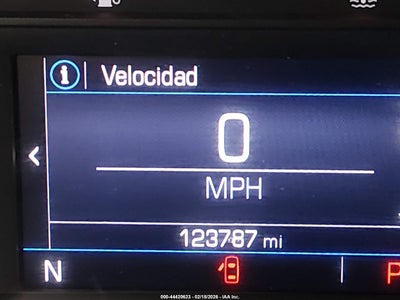 i Velocidad
0
MPH
123787 mi
N P
000-44420623 - 02/18/2026 - IAA Inc.